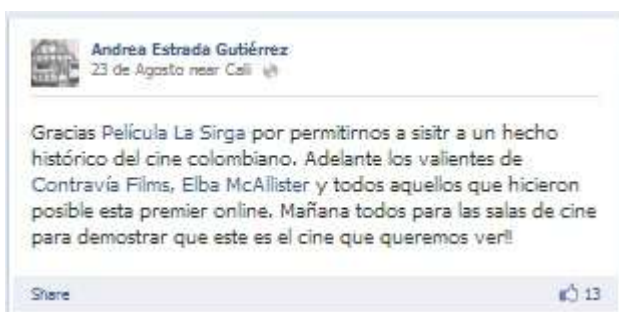 Andrea Estrada Gutiérrez
23 de Agosto near Cali
Gracias Película La Sirga por permitirnos a sisitr a un hecho
histórico del cine colombiano. Adelante los valientes de
Contravía Films, Elba McAllister y todos aquellos que hicieron
posible esta premier online. Mañana todos para las salas de cine
para demostrar que este es el cine que queremos ver!!
Share 13